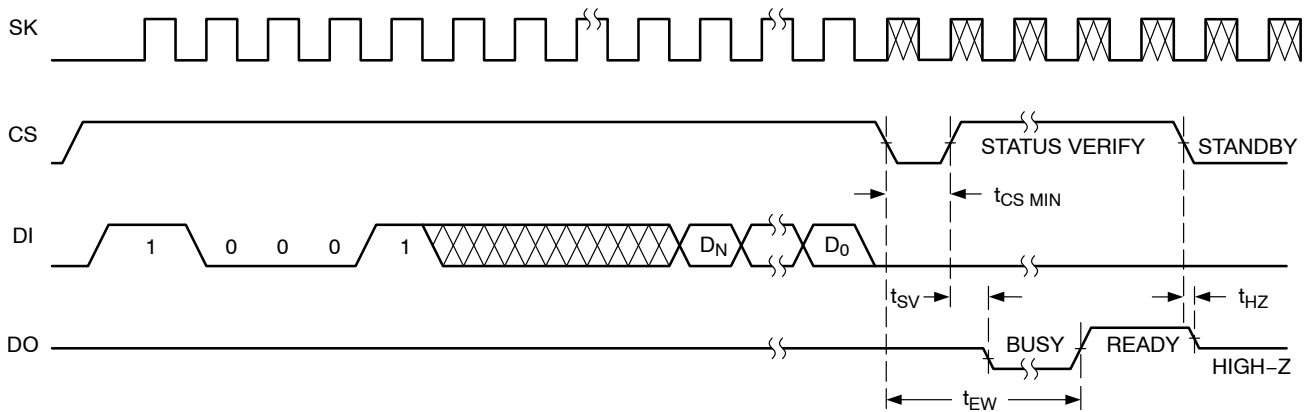 SK
CS
STATUS VERIFY
STANDBY
t_CS MIN
DI
1 0 0 0 1 D_N D_0
t_SV
t_HZ
DO
BUSY
READY
HIGH–Z
t_EW